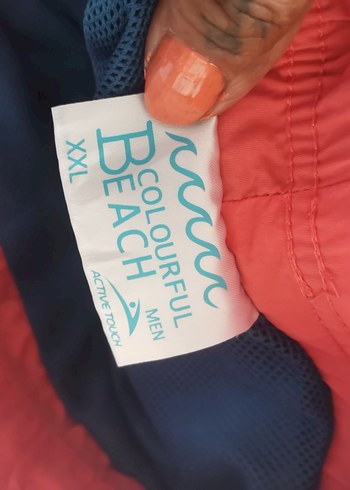 COLOURFUL
BEACH
MEN
ACTIVE TOUCH
XXL